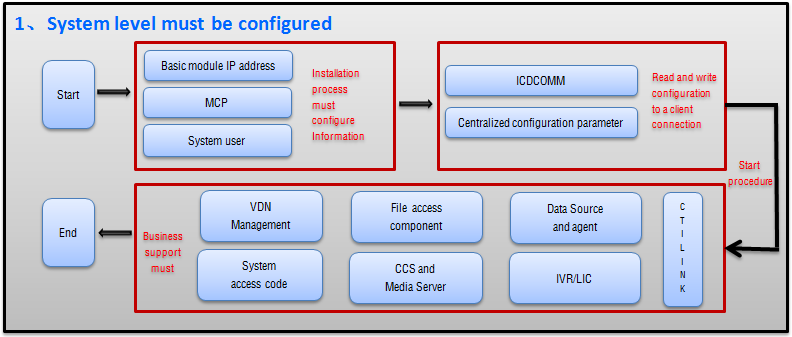 1、System level must be configured
Start
Basic module IP address
MCP
System user
Installation
process
must
configure
Information
ICDCOMM
Centralized configuration parameter
Read and write
configuration
to a client
connection
Start
procedure
End
Business
support
must
VDN
Management
File access
component
Data Source
and agent
System
access code
CCS and
Media Server
IVR/LIC
C
T
I
L
I
N
K